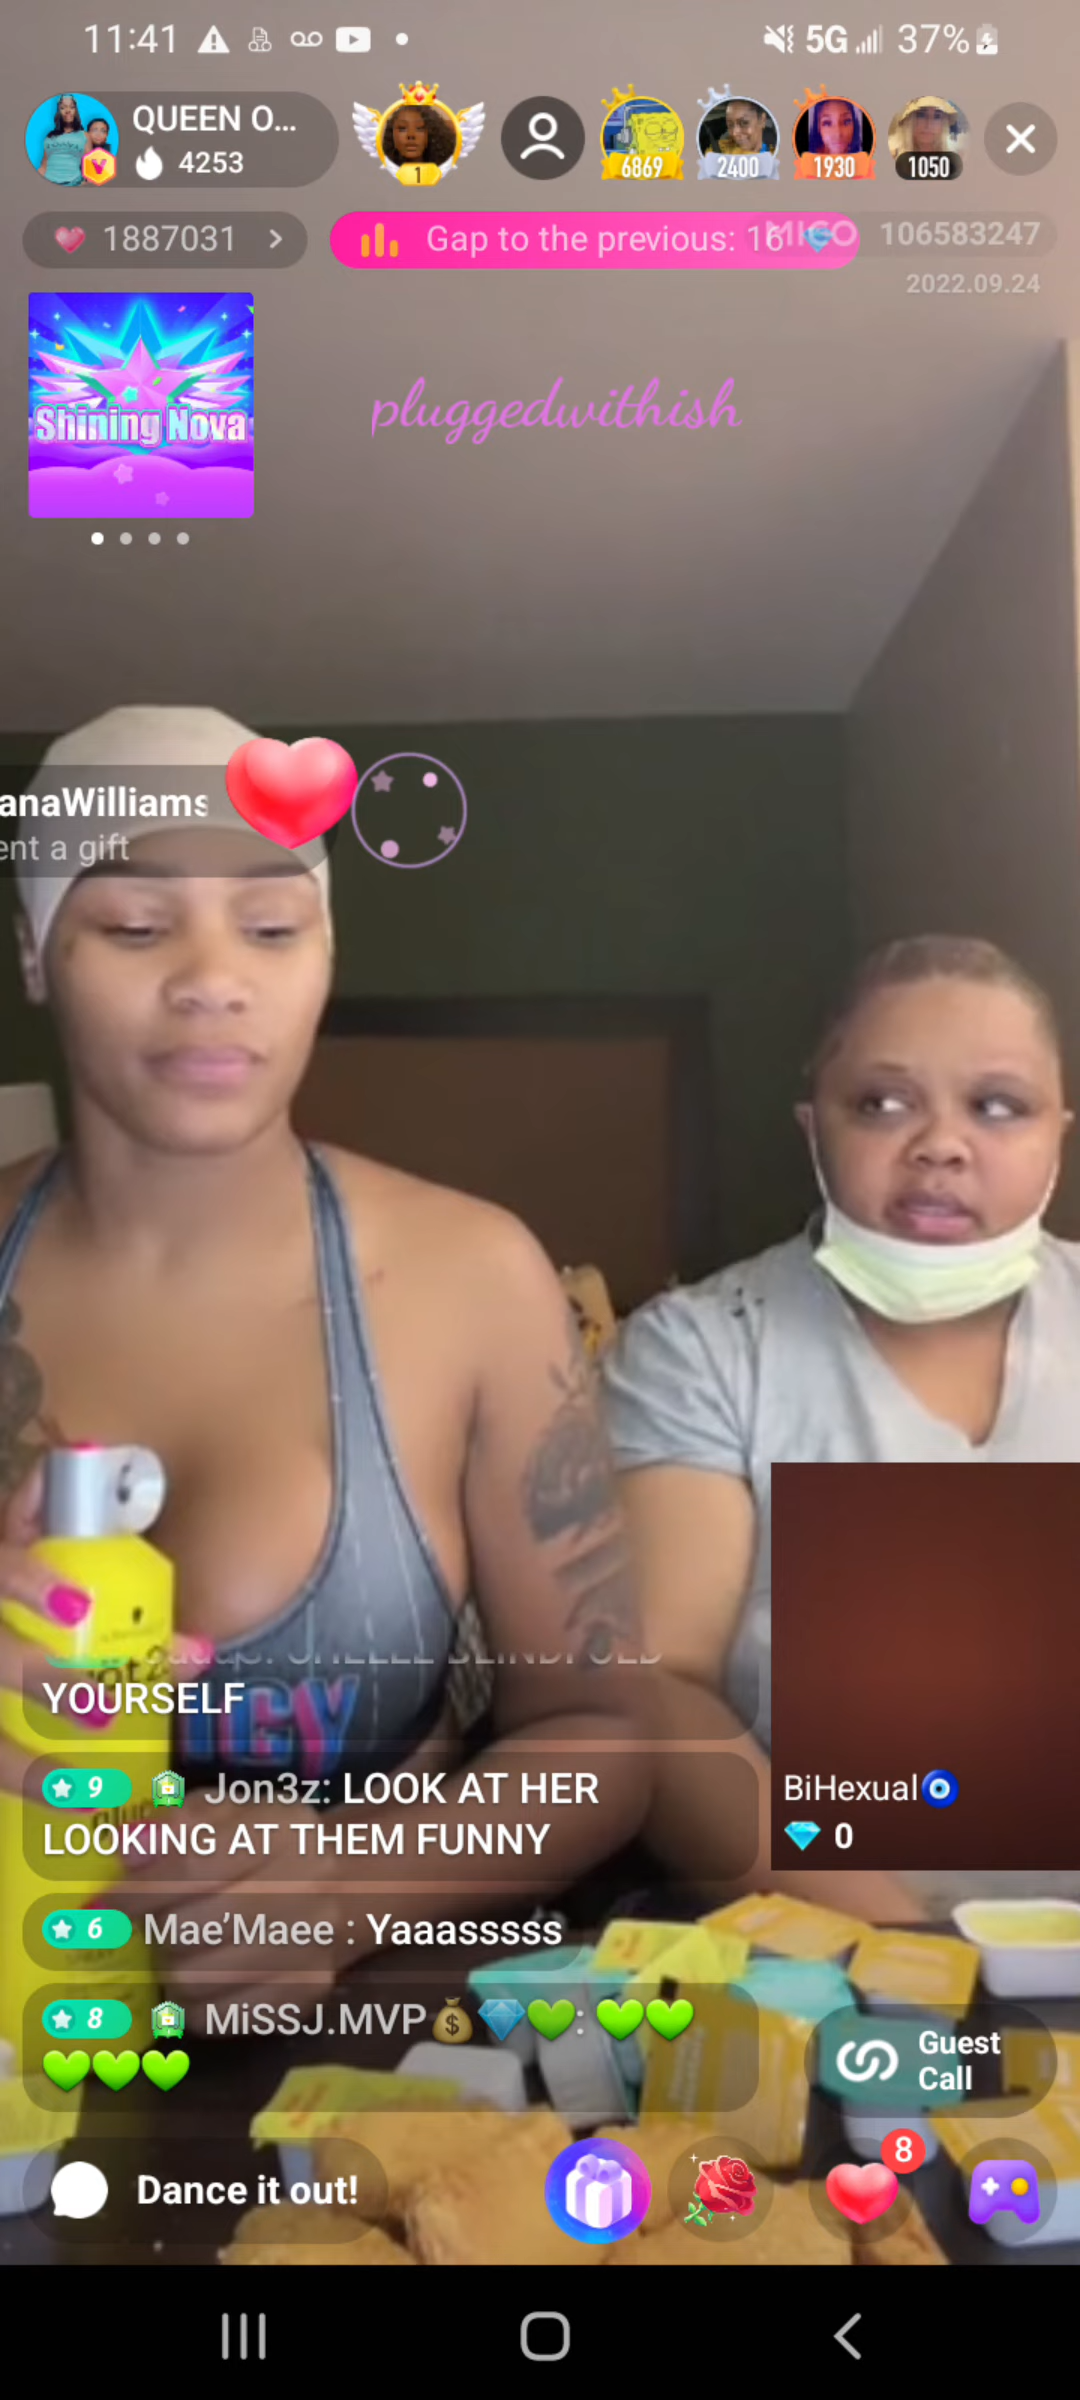 11:41
5G
37%
QUEEN O...
4253
1
6869
2400
1930
1050
1887031
Gap to the previous: 16
MIGO 106583247
2022.09.24
Shining Nova
pluggedwithish
anaWilliams
ent a gift
YOURSELF
9 Jon3z: LOOK AT HER
LOOKING AT THEM FUNNY
BiHexual🧿
💎 0
6 Mae'Maee : Yaaasssss
8 MiSSJ.MVP💰💎💚: 💚💚
💚💚💚
Guest
Call
8
Dance it out!